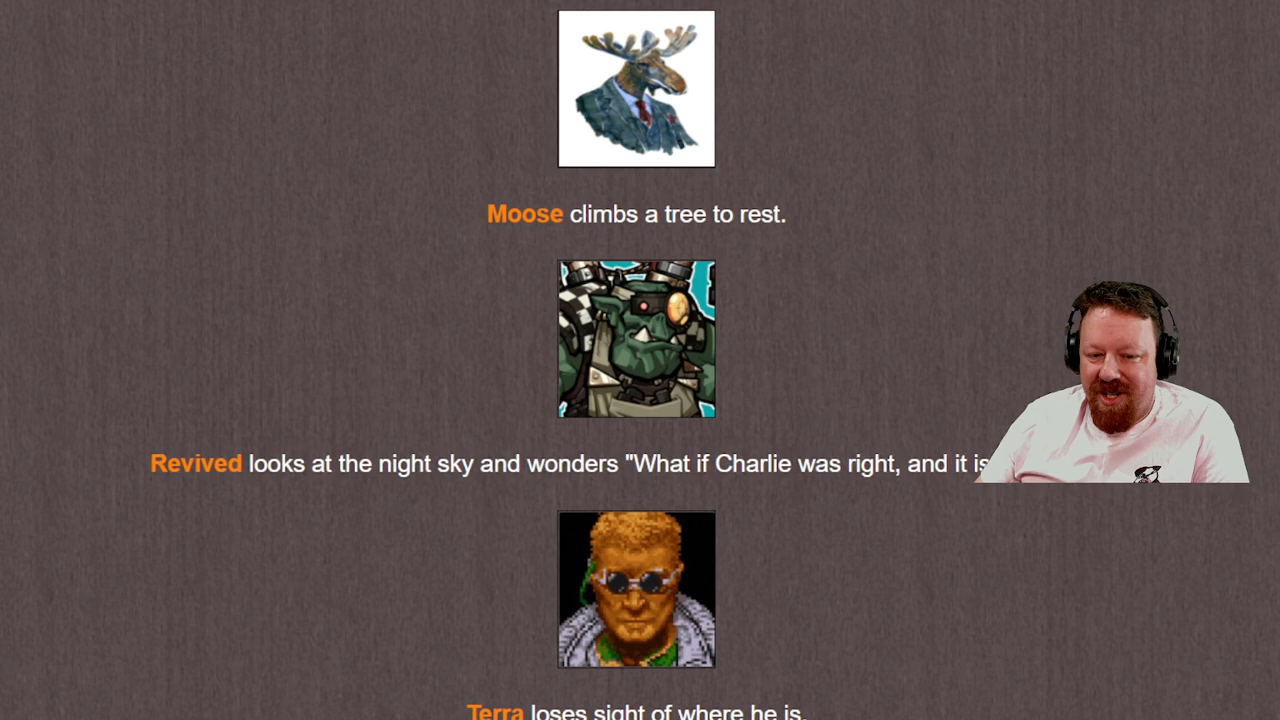 Moose climbs a tree to rest.
Revived looks at the night sky and wonders "What if Charlie was right, and it is
Terra loses sight of where he is.